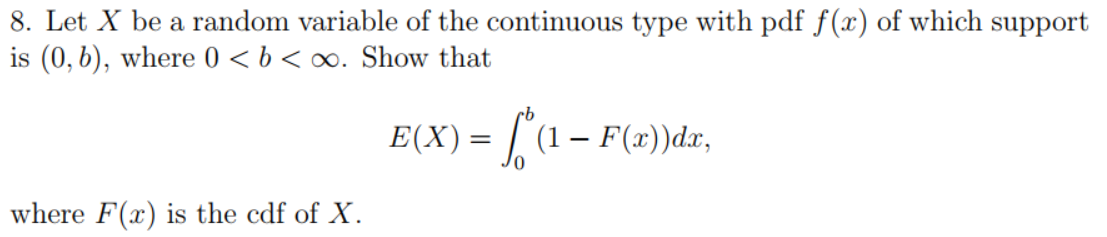 8. Let X be a random variable of the continuous type with pdf f(x) of which support
is (0, b), where 0 < b < ∞. Show that
E(X) = ∫₀ᵇ (1 − F(x))dx,
where F(x) is the cdf of X.